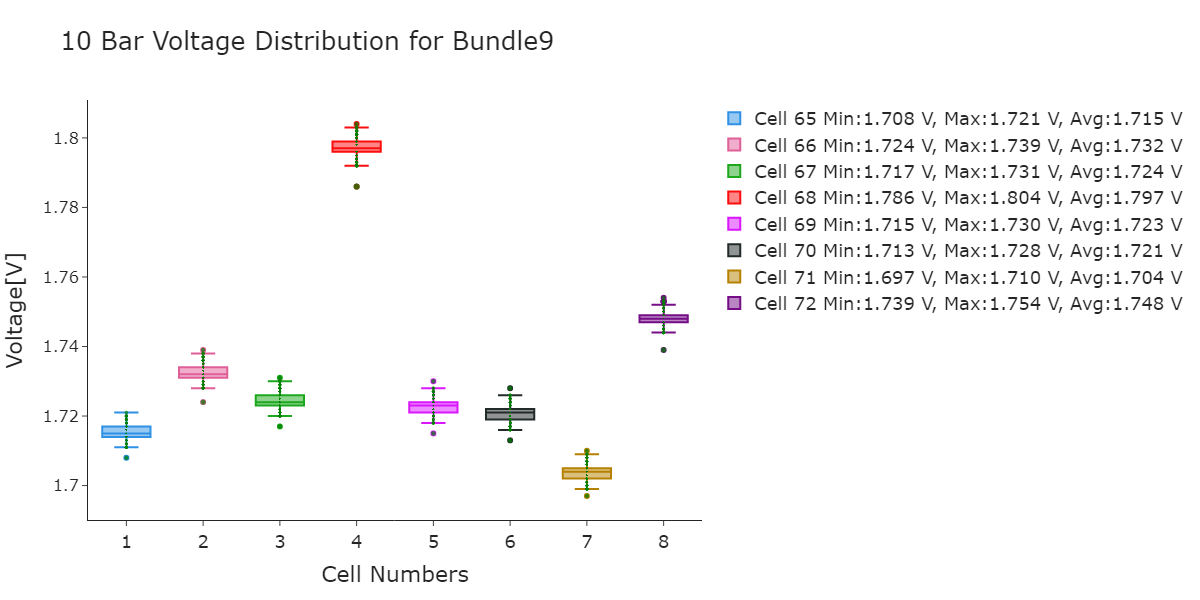 10 Bar Voltage Distribution for Bundle9
Cell 65 Min:1.708 V, Max:1.721 V, Avg:1.715 V
Cell 66 Min:1.724 V, Max:1.739 V, Avg:1.732 V
Cell 67 Min:1.717 V, Max:1.731 V, Avg:1.724 V
Cell 68 Min:1.786 V, Max:1.804 V, Avg:1.797 V
Cell 69 Min:1.715 V, Max:1.730 V, Avg:1.723 V
Cell 70 Min:1.713 V, Max:1.728 V, Avg:1.721 V
Cell 71 Min:1.697 V, Max:1.710 V, Avg:1.704 V
Cell 72 Min:1.739 V, Max:1.754 V, Avg:1.748 V
Voltage[V]
1.8
1.78
1.76
1.74
1.72
1.7
1 2 3 4 5 6 7 8
Cell Numbers